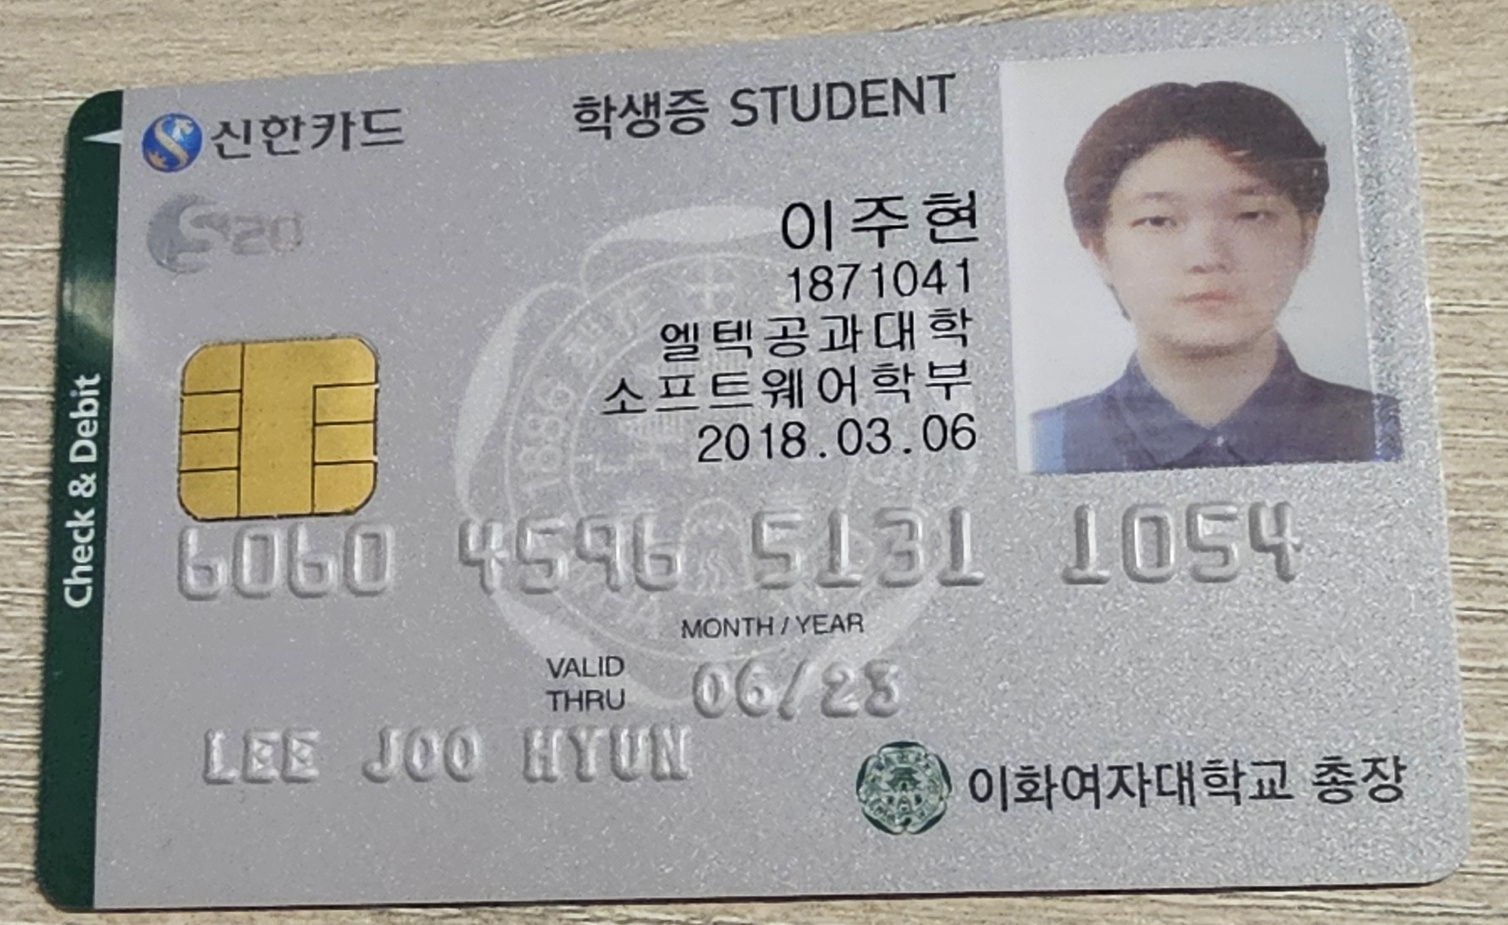 신한카드
학생증 STUDENT
S20
이주현
1871041
엘텍공과대학
소프트웨어학부
2018.03.06
Check & Debit
1886
6060 4596 5131 1054
MONTH / YEAR
VALID
THRU
06/23
LEE JOO HYUN
이화여자대학교 총장